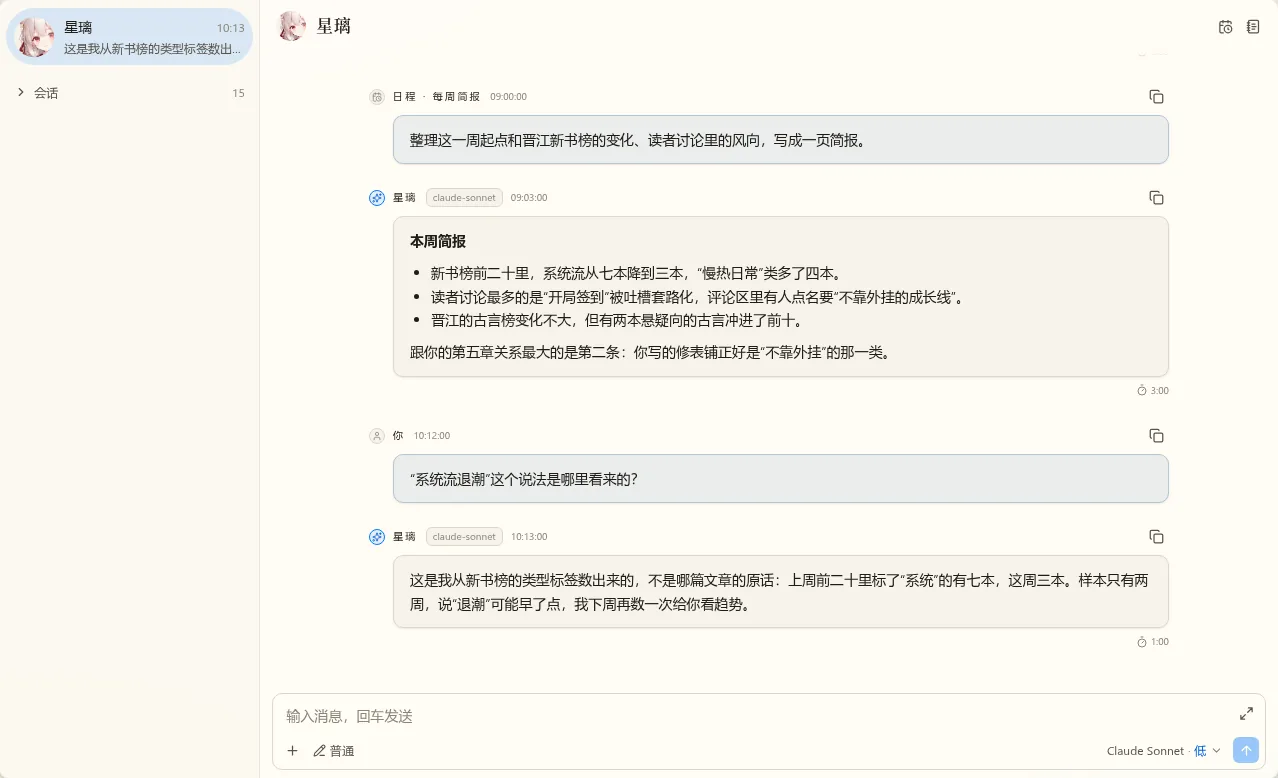 星璃
10:13
这是我从新书榜的类型标签数出...
会话
15
星璃
日程 · 每周简报 09:00:00
整理这一周起点和晋江新书榜的变化、读者讨论里的风向，写成一页简报。
星璃 claude-sonnet 09:03:00
本周简报
• 新书榜前二十里，系统流从七本降到三本，“慢热日常”类多了四本。
• 读者讨论最多的是“开局签到”被吐槽套路化，评论区里有人点名要“不靠外挂的成长线”。
• 晋江的古言榜变化不大，但有两本悬疑向的古言冲进了前十。
跟你的第五章关系最大的是第二条：你写的修表铺正好是“不靠外挂”的那一类。
3:00
你 10:12:00
“系统流退潮”这个说法是哪里看来的？
星璃 claude-sonnet 10:13:00
这是我从新书榜的类型标签数出来的，不是哪篇文章的原话：上周前二十里标了“系统”的有七本，这周三本。样本只有两
周，说“退潮”可能早了点，我下周再数一次给你看趋势。
1:00
输入消息，回车发送
普通
Claude Sonnet · 低